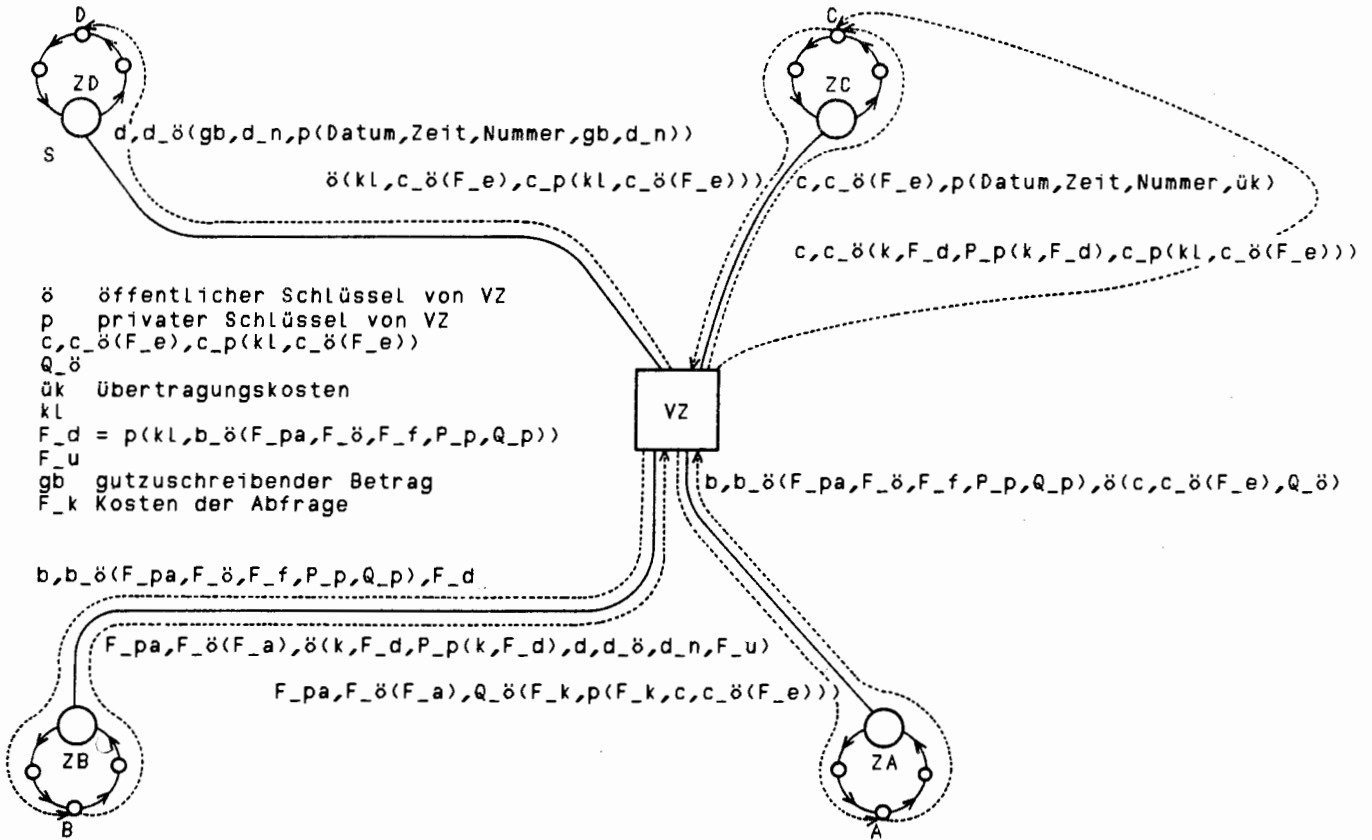 D
C
ZD
ZC
d,d_ö(gb,d_n,p(Datum,Zeit,Nummer,gb,d_n))
S
ö(kl,c_ö(F_e),c_p(kl,c_ö(F_e)))
c,c_ö(F_e),p(Datum,Zeit,Nummer,ük)
c,c_ö(k,F_d,P_p(k,F_d),c_p(kl,c_ö(F_e)))
ö öffentlicher Schlüssel von VZ
p privater Schlüssel von VZ
c,c_ö(F_e),c_p(kl,c_ö(F_e))
Q_ö
ük übertragungskosten
kl
F_d = p(kl,b_ö(F_pa,F_ö,F_f,P_p,Q_p))
F_u
gb gutzuschreibender Betrag
F_k Kosten der Abfrage
VZ
b,b_ö(F_pa,F_ö,F_f,P_p,Q_p),ö(c,c_ö(F_e),Q_ö)
b,b_ö(F_pa,F_ö,F_f,P_p,Q_p),F_d
F_pa,F_ö(F_a),ö(k,F_d,P_p(k,F_d),d,d_ö,d_n,F_u)
F_pa,F_ö(F_a),Q_ö(F_k,p(F_k,c,c_ö(F_e)))
ZB
ZA
B
A